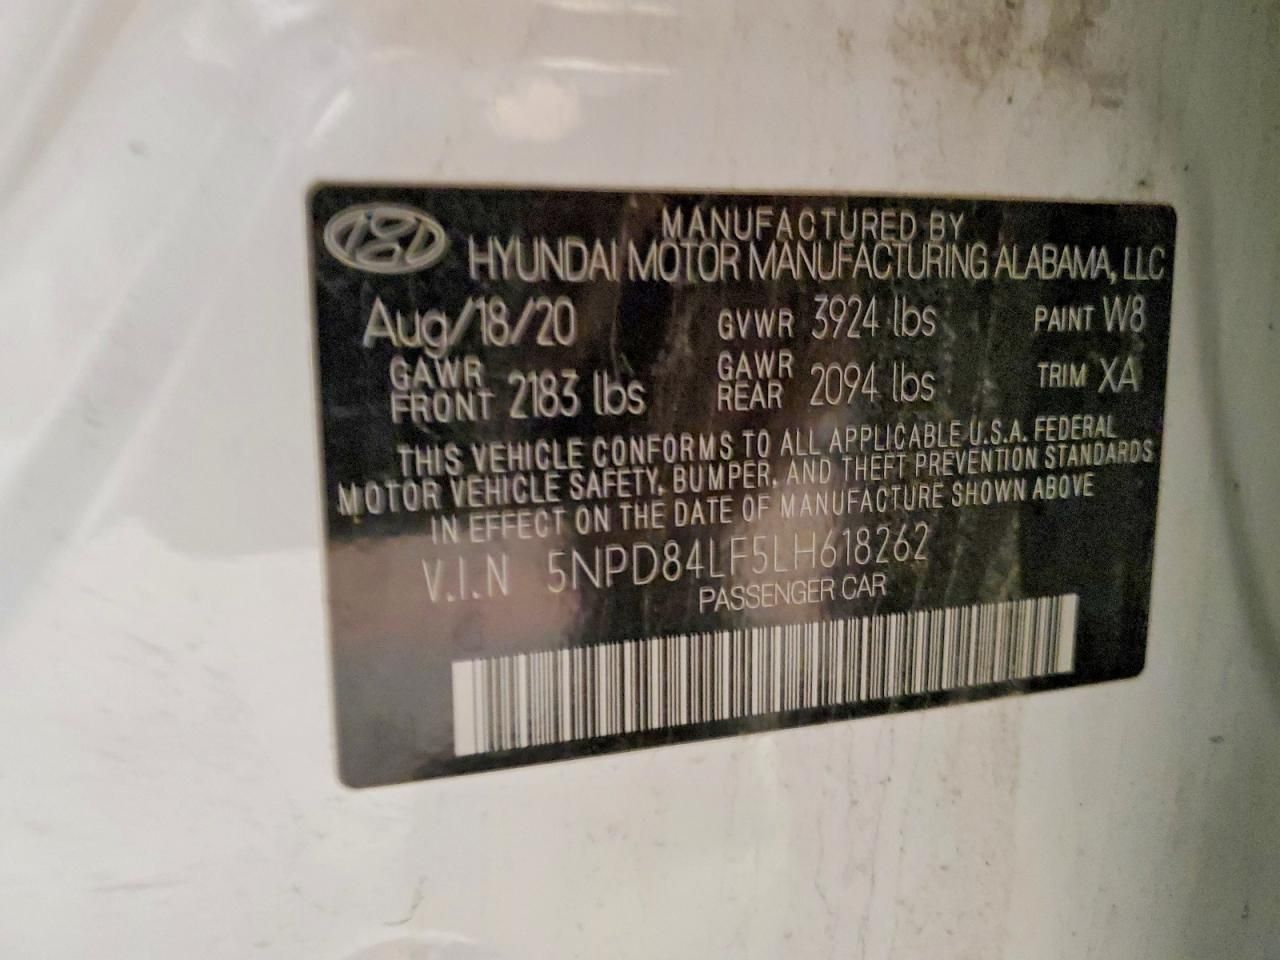 MANUFACTURED BY
HYUNDAI MOTOR MANUFACTURING ALABAMA, LLC
Aug/18/20 GVWR 3924 lbs PAINT W8
GAWR FRONT 2183 lbs GAWR REAR 2094 lbs TRIM XA
THIS VEHICLE CONFORMS TO ALL APPLICABLE U.S.A. FEDERAL
MOTOR VEHICLE SAFETY, BUMPER, AND THEFT PREVENTION STANDARDS
IN EFFECT ON THE DATE OF MANUFACTURE SHOWN ABOVE
V.I.N 5NPD84LF5LH618262
PASSENGER CAR